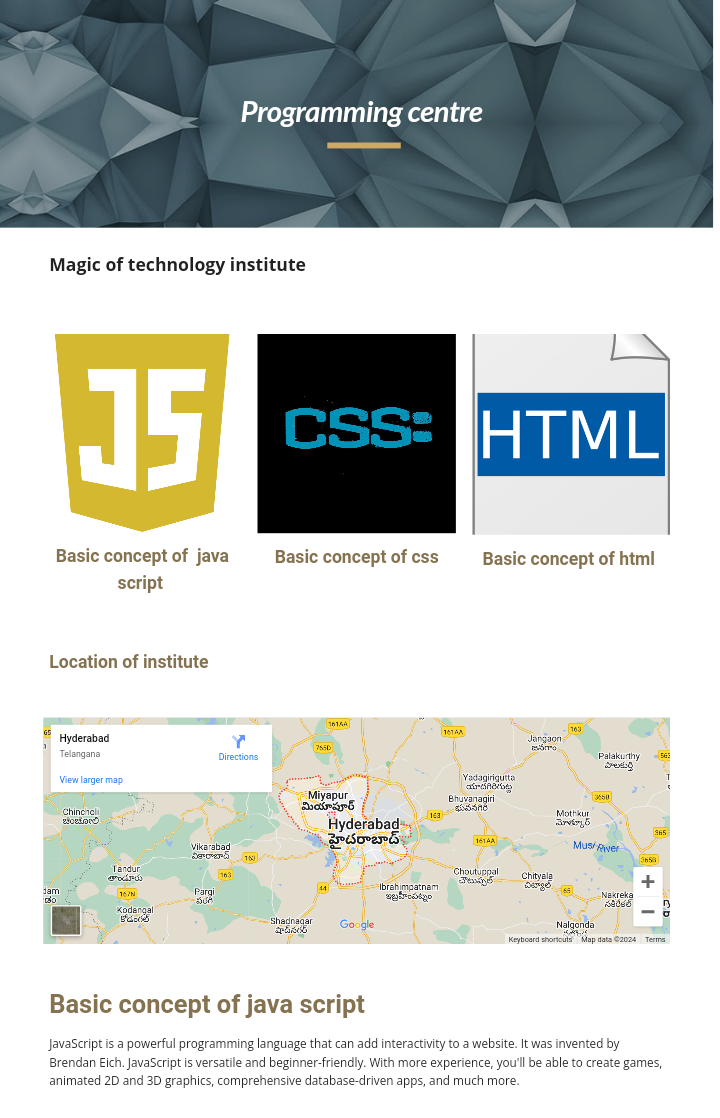 Programming centre
Magic of technology institute
JS
CSS:
HTML
Basic concept of  java
script
Basic concept of css
Basic concept of html
Location of institute
Hyderabad
Telangana
Directions
View larger map
161AA
161AA
163
765D
Jangaon
జనగాం
Palakurthy
పాలకుర్తి
Yadagirigutta
యాదగిరిగుట్ట
Miyapur
మియాపూర్
Bhuvanagiri
భువనగిరి
365B
Chincholi
ಚಿಂಚೋಳಿ
163
Mothkur
మోత్కూర్
Hyderabad
హైదరాబాద్
365
Vikarabad
వికారాబాద్
163
161AA
Musi River
365B
Tandur
తాండూరు
163
Choutuppal
చౌటుప్పల్
Chityala
చిట్యాల
44
Ibrahimpatnam
ఇబ్రహీంపట్నం
65
167N
Pargi
పరిగి
Kodangal
కోడంగల్
Shadnagar
షాద్‌నగర్
Google
Nalgonda
Keyboard shortcuts
Map data ©2024
Terms
Basic concept of java script
JavaScript is a powerful programming language that can add interactivity to a website. It was invented by
Brendan Eich. JavaScript is versatile and beginner-friendly. With more experience, you'll be able to create games,
animated 2D and 3D graphics, comprehensive database-driven apps, and much more.